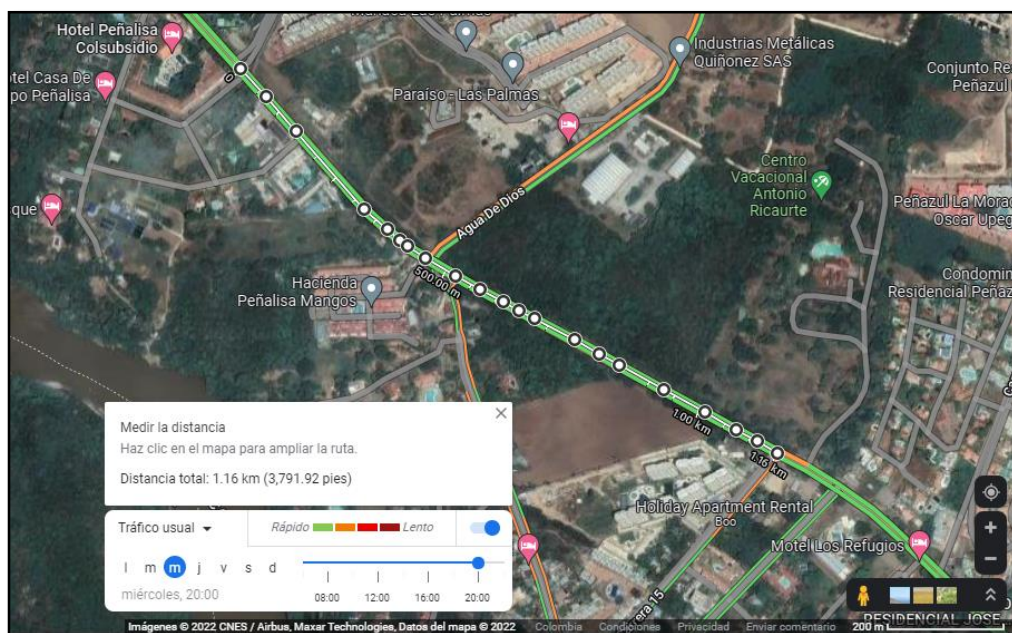 Hotel Peñalisa
Colsubsidio
Las Palmas
Industrias Metálicas
Quiñonez SAS
Conjunto Re
Peñazul
tel Casa De
po Peñalisa
Paraiso - Las Palmas
0
Centro
Vacacional
Antonio
Ricaurte
Peñazul La Morad
Oscar Upeg
que
Agua De Dios
Hacienda
Peñalisa Mangos
500.00 m
Condomin
Residencial Peñaz
1.00 km
1.16 km
Medir la distancia
Haz clic en el mapa para ampliar la ruta.
Distancia total: 1.16 km (3,791.92 pies)
Holiday Apartment Rental
Boo
Motel Los Refugios
Tráfico usual
Rápido
Lento
l m m j v s d
miércoles, 20:00
08:00 12:00 16:00 20:00
rera 15
RESIDENCIAL JOSE
Imágenes © 2022 CNES / Airbus, Maxar Technologies, Datos del mapa © 2022 Colombia Condiciones Privacidad Enviar comentario 200 m